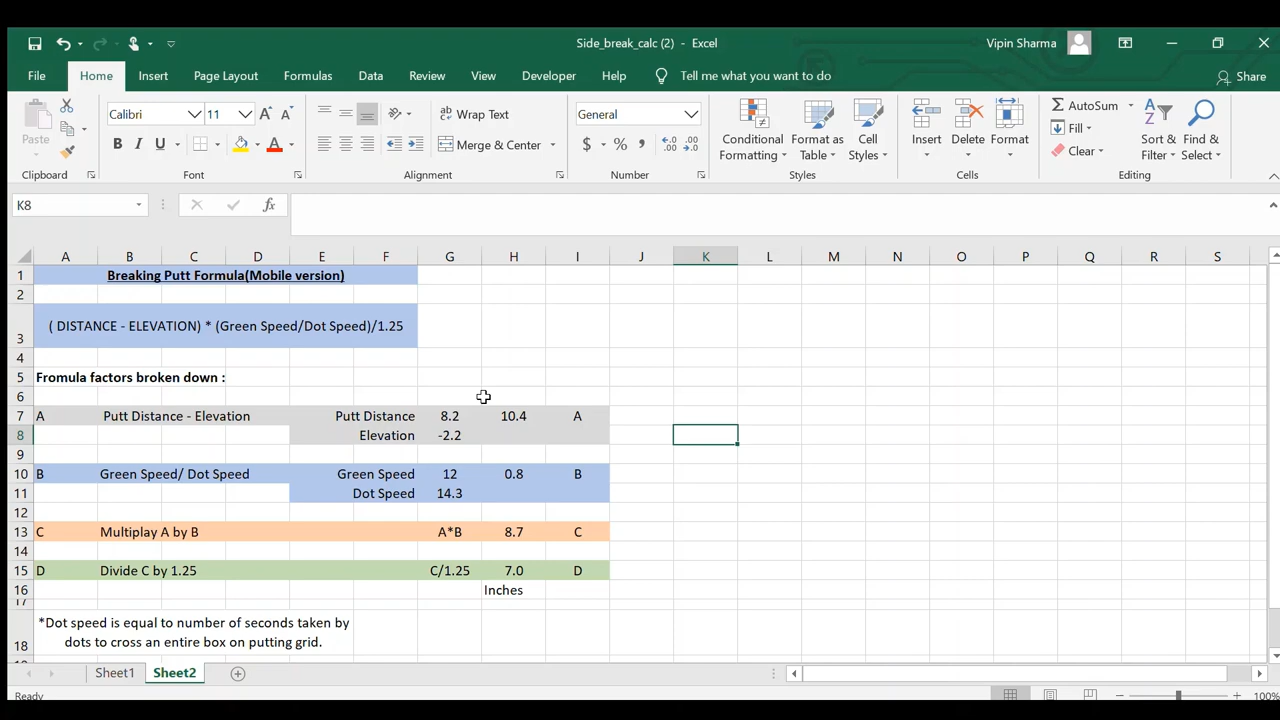 Side_break_calc (2) - Excel
Vipin Sharma
File Home Insert Page Layout Formulas Data Review View Developer Help Tell me what you want to do Share
Paste
Calibri 11
B I U A
Wrap Text
Merge & Center
General
$ % ,
Conditional Formatting
Format as Table
Cell Styles
Insert Delete Format
AutoSum
Fill
Clear
Sort & Filter
Find & Select
Clipboard Font Alignment Number Styles Cells Editing
K8 fx
A B C D E F G H I J K L M N O P Q R S
1 Breaking Putt Formula(Mobile version)
2
3 ( DISTANCE - ELEVATION) * (Green Speed/Dot Speed)/1.25
4
5 Fromula factors broken down :
6
7 A Putt Distance - Elevation Putt Distance 8.2 10.4 A
8 Elevation -2.2
9
10 B Green Speed/ Dot Speed Green Speed 12 0.8 B
11 Dot Speed 14.3
12
13 C Multiplay A by B A*B 8.7 C
14
15 D Divide C by 1.25 C/1.25 7.0 D
16 Inches
17
*Dot speed is equal to number of seconds taken by
18 dots to cross an entire box on putting grid.
Sheet1 Sheet2
Ready 100%